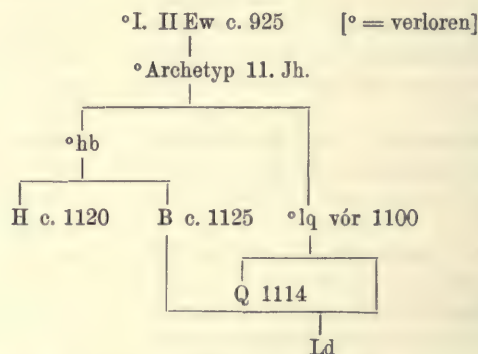 °I. II Ew c. 925 [° = verloren]
°Archetyp 11. Jh.
°hb
H c. 1120 B c. 1125 °lq vór 1100
Q 1114
Ld